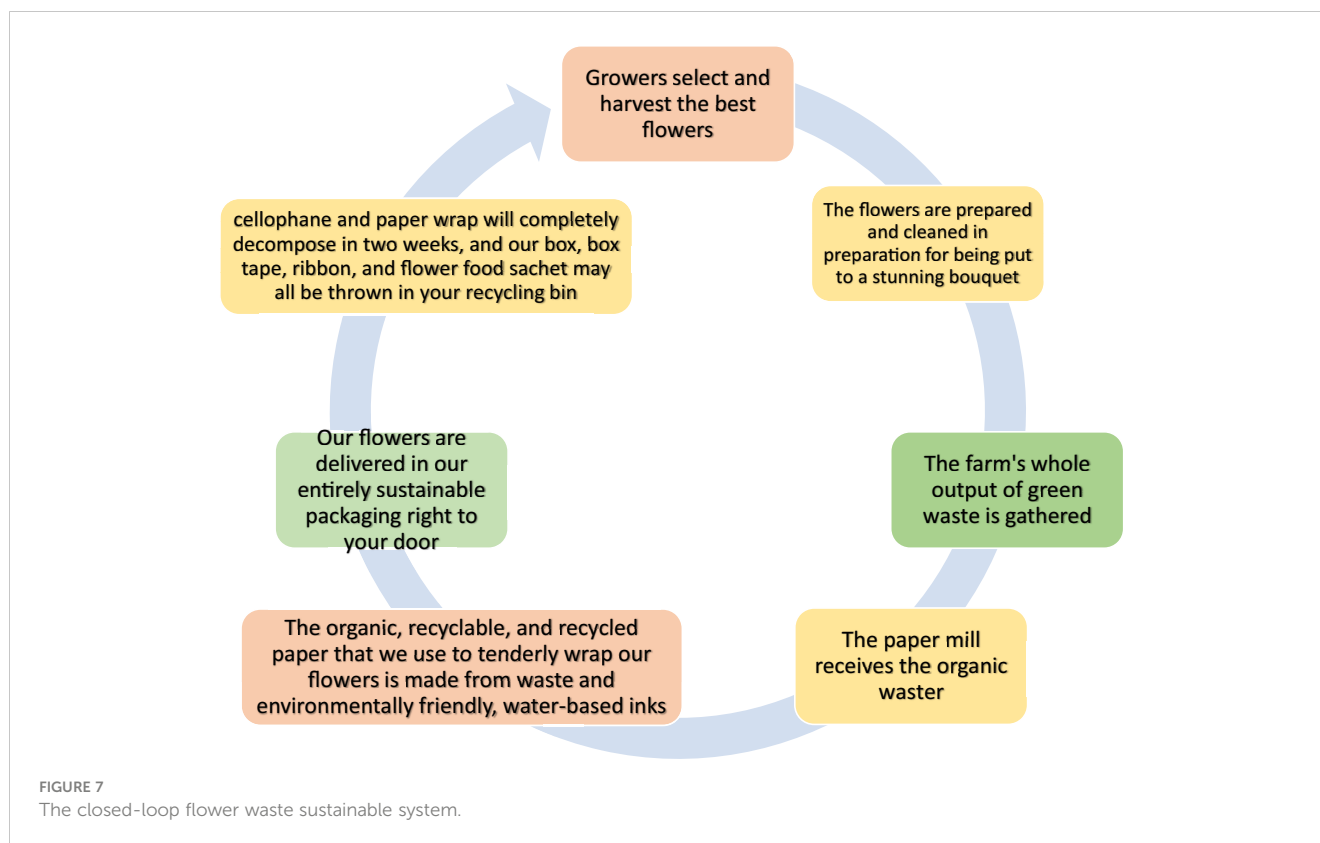 Growers select and
harvest the best
flowers
The flowers are prepared
and cleaned in
preparation for being put
to a stunning bouquet
The farm's whole
output of green
waste is gathered
The paper mill
receives the organic
waster
The organic, recyclable, and recycled
paper that we use to tenderly wrap our
flowers is made from waste and
environmentally friendly, water-based inks
Our flowers are
delivered in our
entirely sustainable
packaging right to
your door
cellophane and paper wrap will completely
decompose in two weeks, and our box, box
tape, ribbon, and flower food sachet may
all be thrown in your recycling bin
FIGURE 7
The closed-loop flower waste sustainable system.